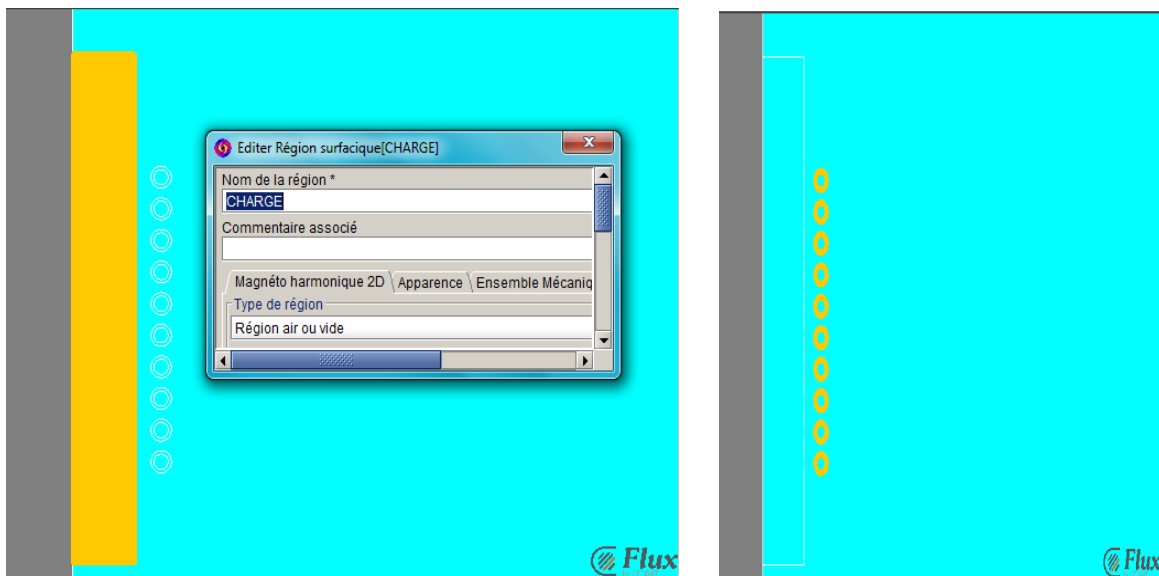 Editer Région surfacique[CHARGE]
Nom de la région *
CHARGE
Commentaire associé
Magnéto harmonique 2D Apparence Ensemble Mécaniq
Type de région
Région air ou vide
Flux
Flux